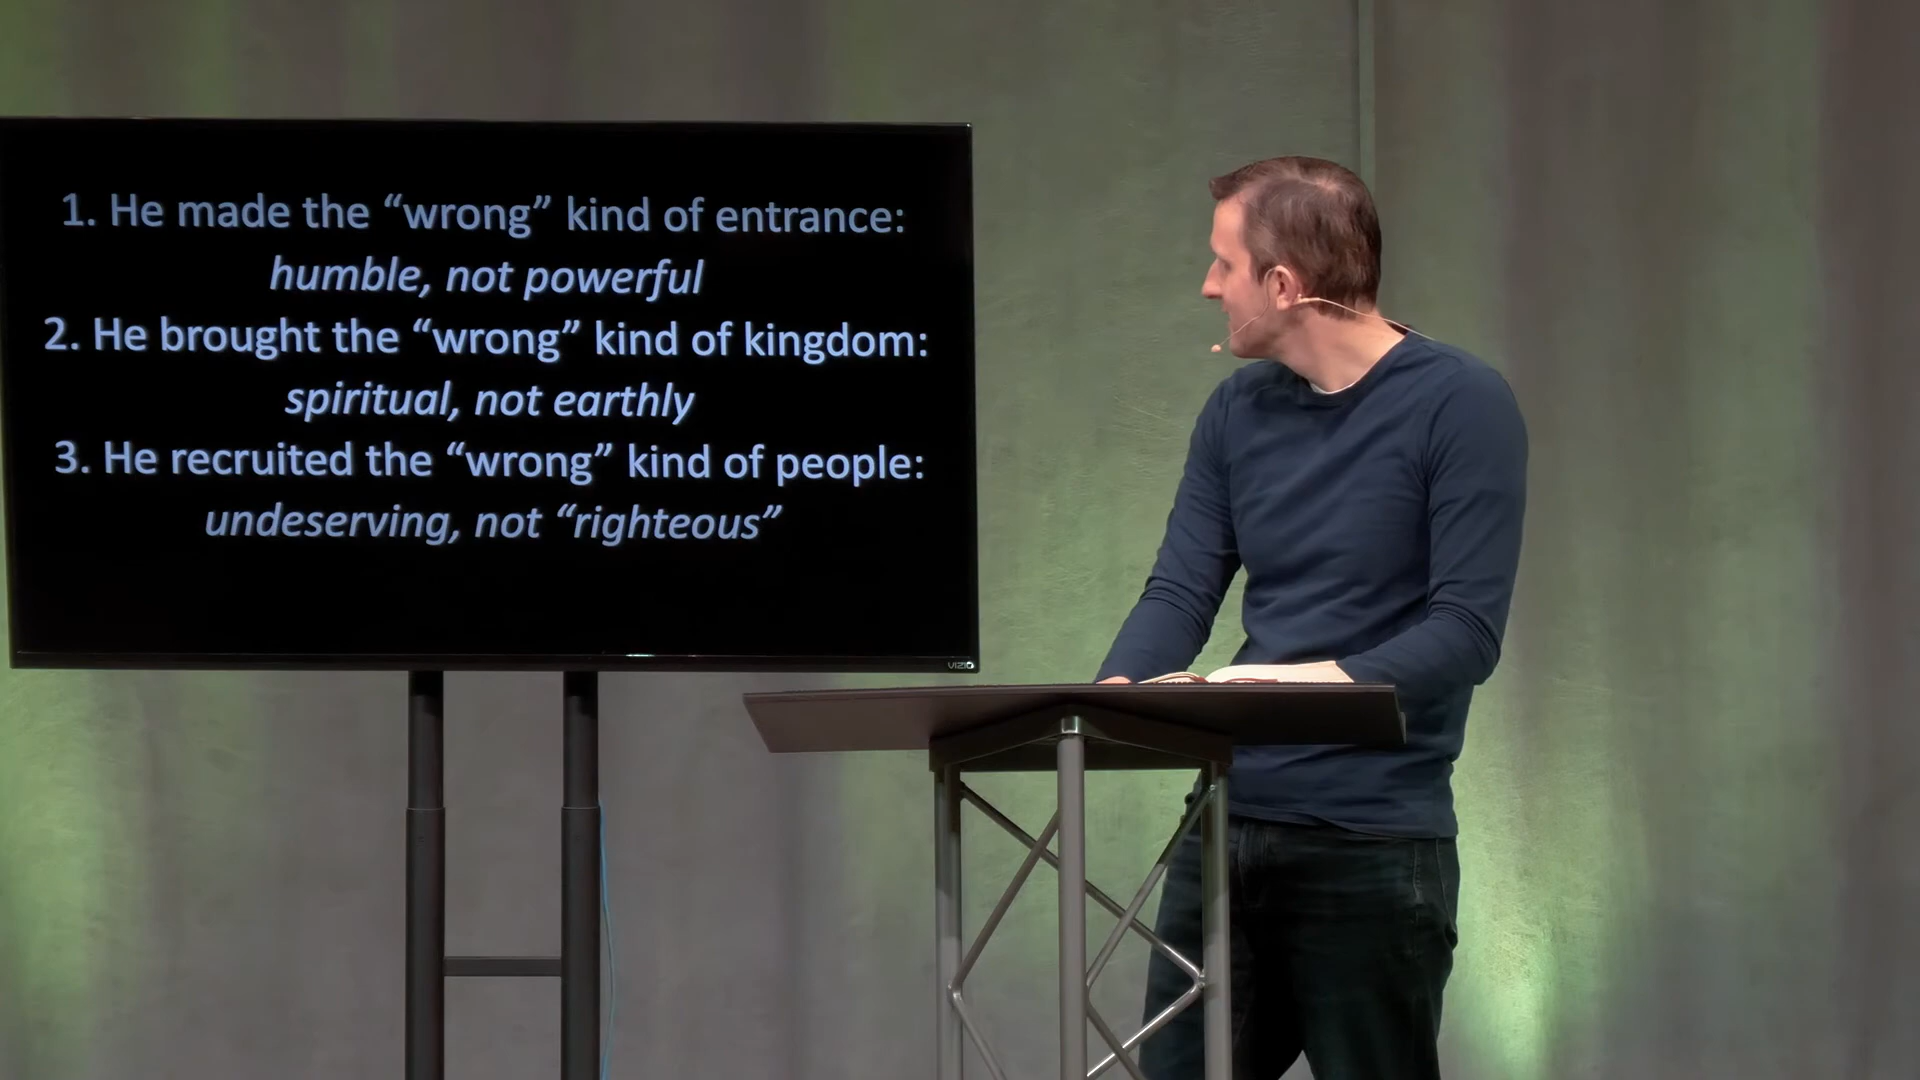 1. He made the “wrong” kind of entrance:
humble, not powerful
2. He brought the “wrong” kind of kingdom:
spiritual, not earthly
3. He recruited the “wrong” kind of people:
undeserving, not “righteous”
VIZIO